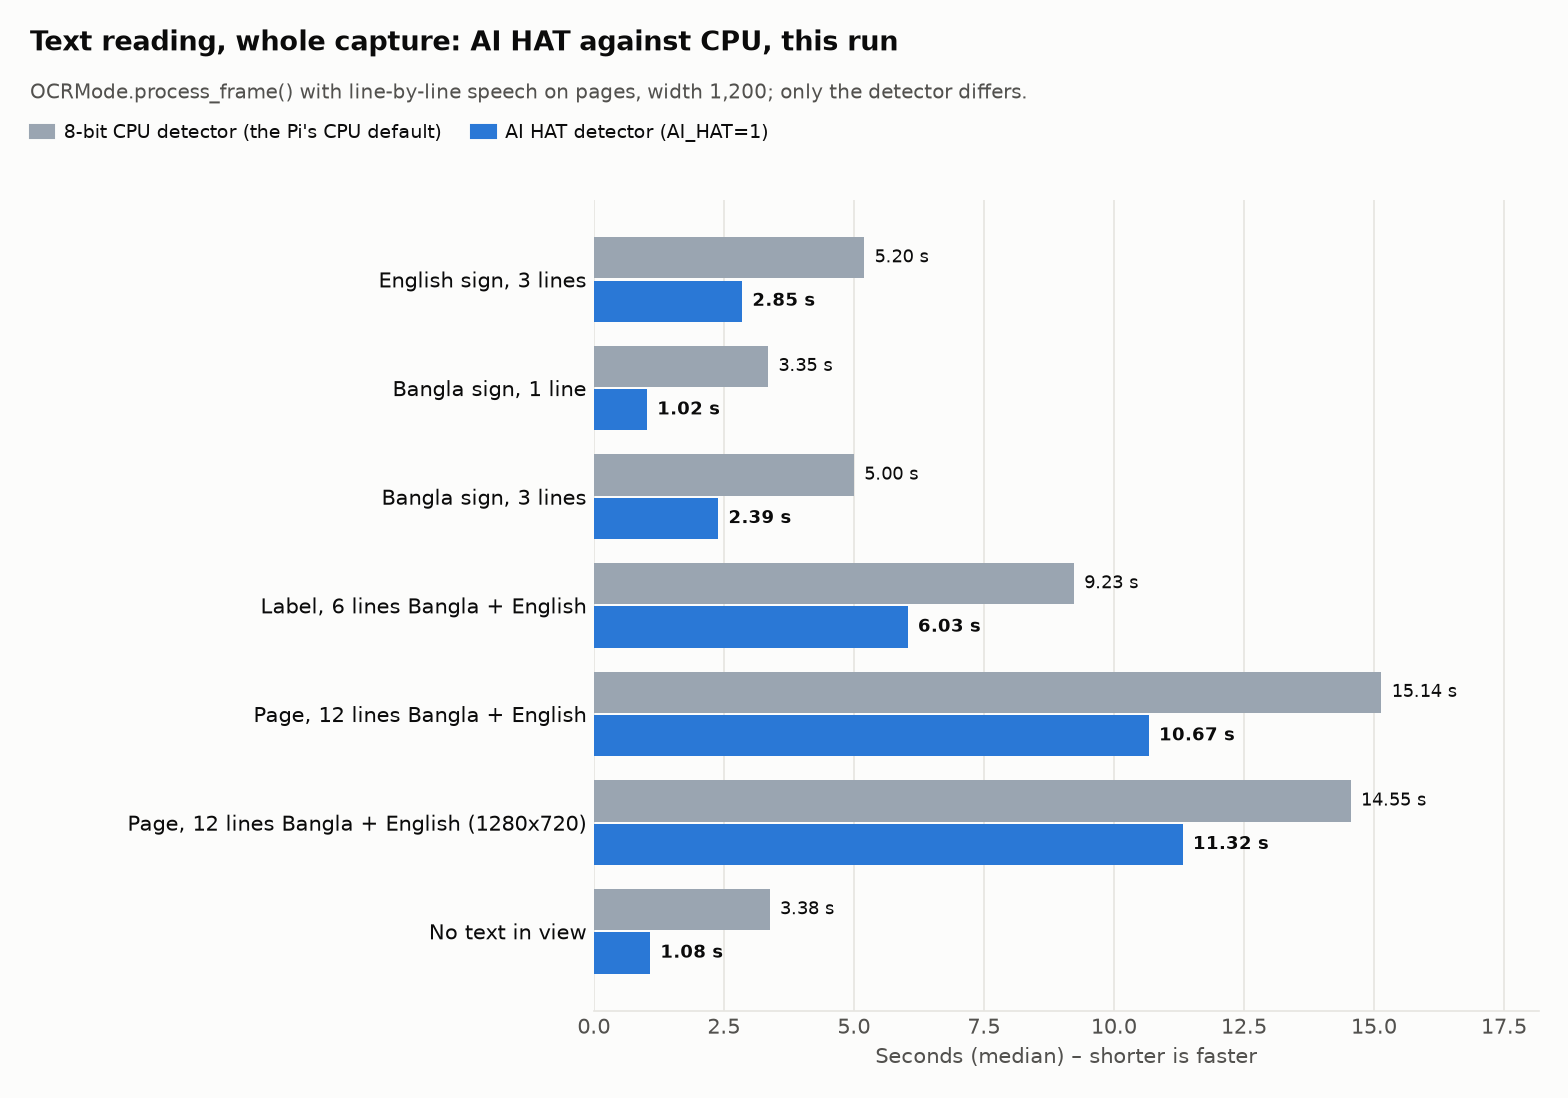 Text reading, whole capture: AI HAT against CPU, this run
OCRMode.process_frame() with line-by-line speech on pages, width 1,200; only the detector differs.
8-bit CPU detector (the Pi's CPU default) AI HAT detector (AI_HAT=1)
English sign, 3 lines
5.20 s
2.85 s
Bangla sign, 1 line
3.35 s
1.02 s
Bangla sign, 3 lines
5.00 s
2.39 s
Label, 6 lines Bangla + English
9.23 s
6.03 s
Page, 12 lines Bangla + English
15.14 s
10.67 s
Page, 12 lines Bangla + English (1280x720)
14.55 s
11.32 s
No text in view
3.38 s
1.08 s
0.0 2.5 5.0 7.5 10.0 12.5 15.0 17.5
Seconds (median) – shorter is faster